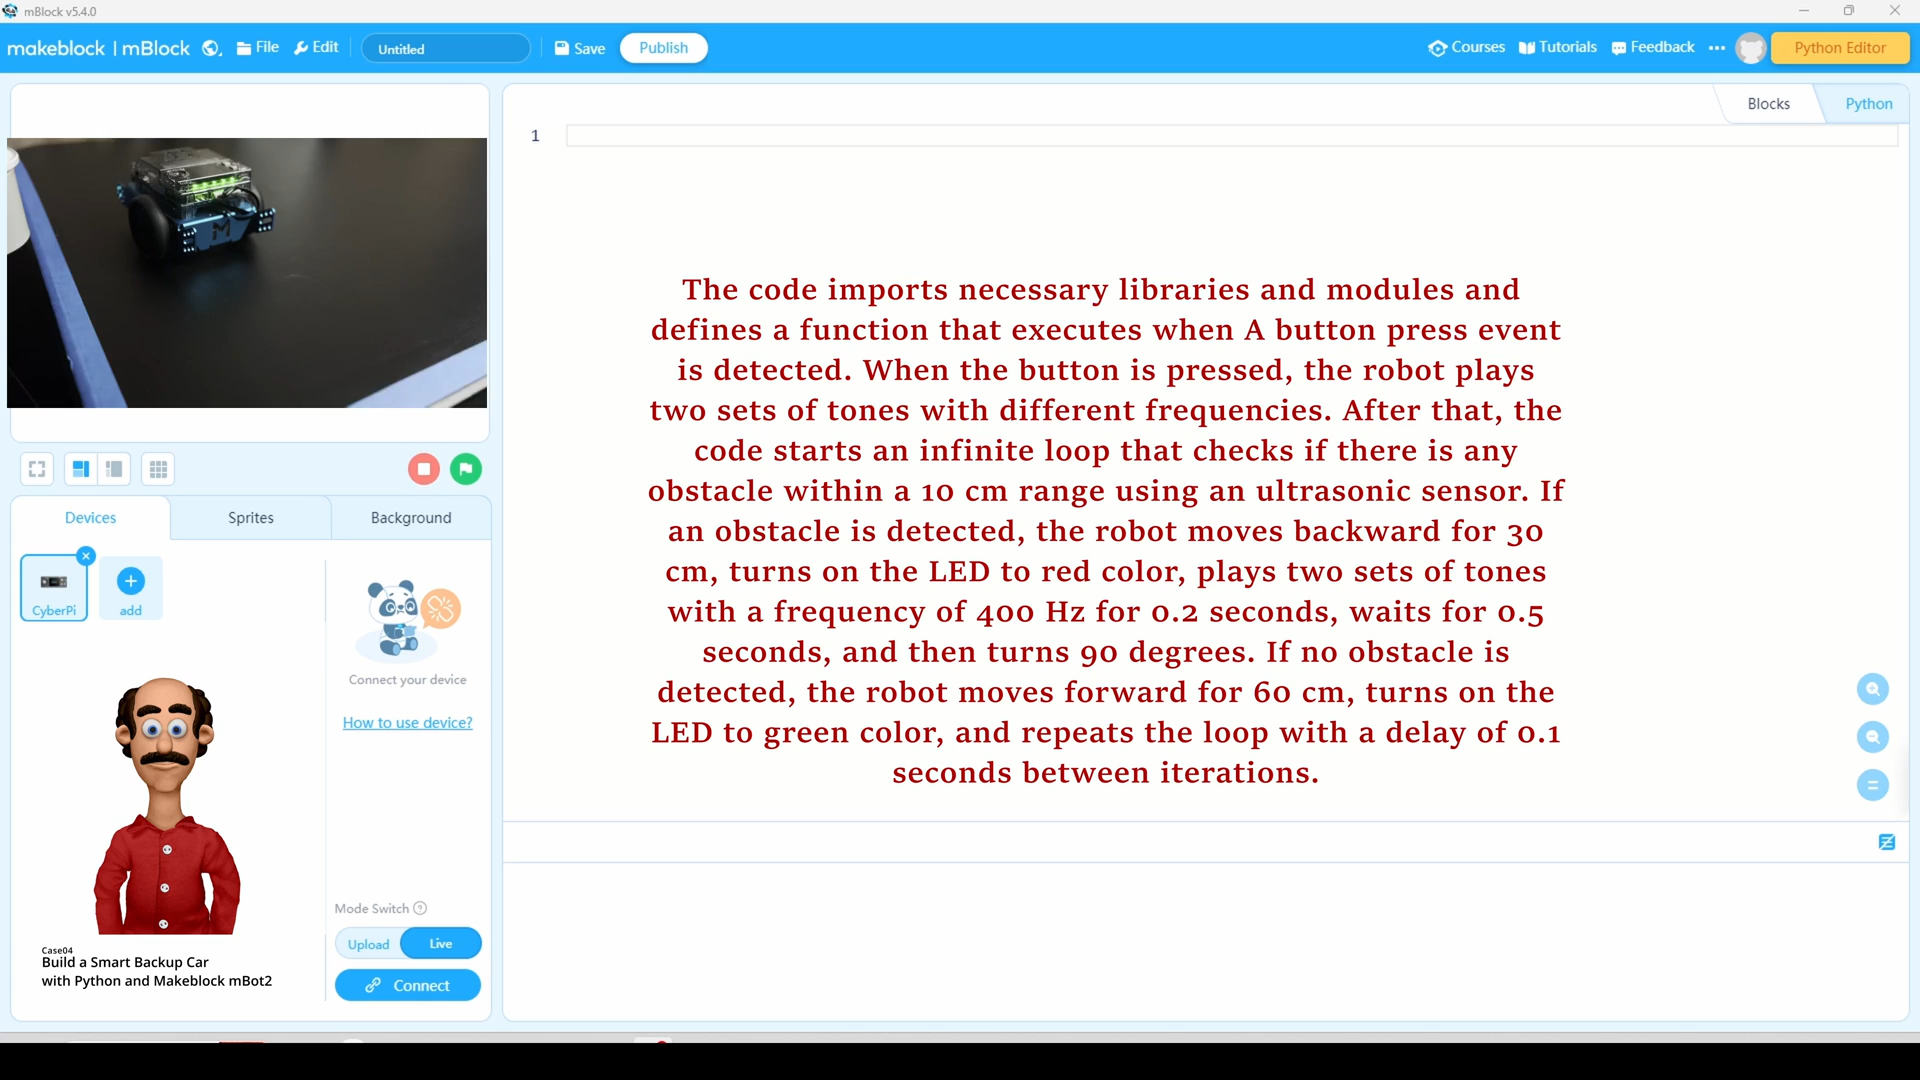 mBlock v5.4.0
makeblock | mBlock
File
Edit
Untitled
Save
Publish
Courses
Tutorials
Feedback
Python Editor
Blocks
Python
1
The code imports necessary libraries and modules and
defines a function that executes when A button press event
is detected. When the button is pressed, the robot plays
two sets of tones with different frequencies. After that, the
code starts an infinite loop that checks if there is any
obstacle within a 10 cm range using an ultrasonic sensor. If
an obstacle is detected, the robot moves backward for 30
cm, turns on the LED to red color, plays two sets of tones
with a frequency of 400 Hz for 0.2 seconds, waits for 0.5
seconds, and then turns 90 degrees. If no obstacle is
detected, the robot moves forward for 60 cm, turns on the
LED to green color, and repeats the loop with a delay of 0.1
seconds between iterations.
Devices
Sprites
Background
CyberPi
add
Connect your device
How to use device?
Mode Switch ?
Upload
Live
Connect
Case04
Build a Smart Backup Car
with Python and Makeblock mBot2